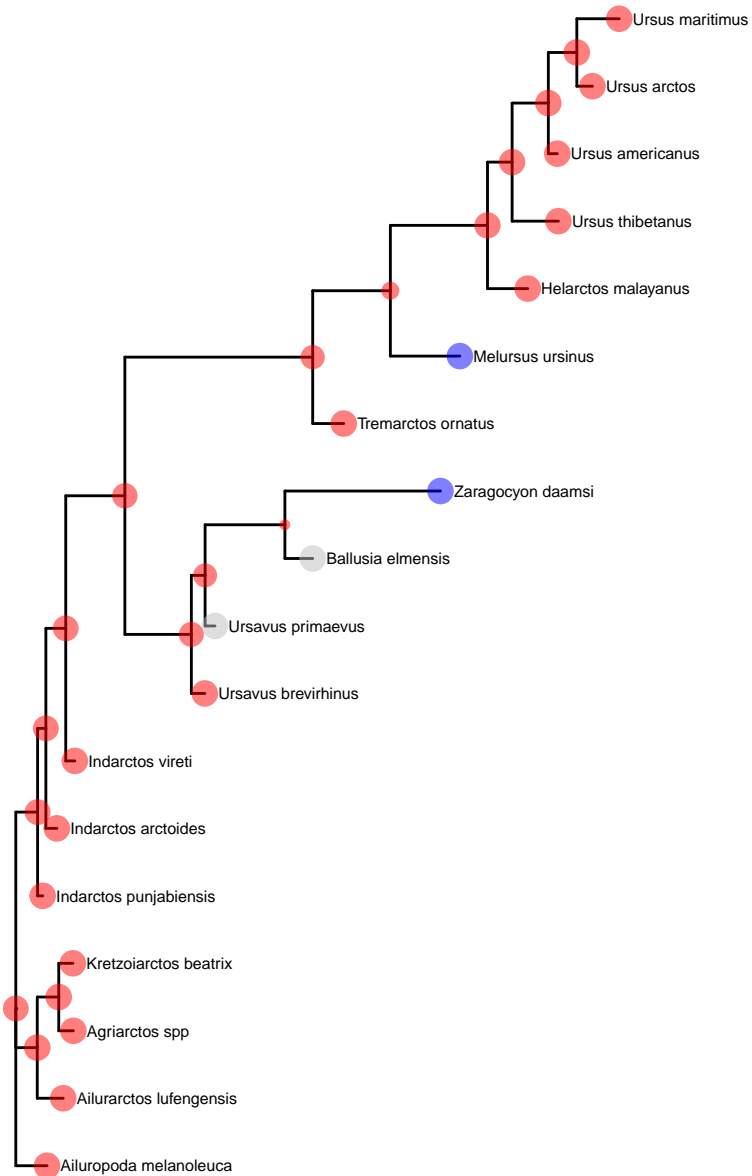 Ursus maritimus
Ursus arctos
Ursus americanus
Ursus thibetanus
Helarctos malayanus
Melursus ursinus
Tremarctos ornatus
Zaragocyon daamsi
Ballusia elmensis
Ursavus primaevus
Ursavus brevirhinus
Indarctos vireti
Indarctos arctoides
Indarctos punjabiensis
Kretzoiarctos beatrix
Agriarctos spp
Ailurarctos lufengensis
Ailuropoda melanoleuca